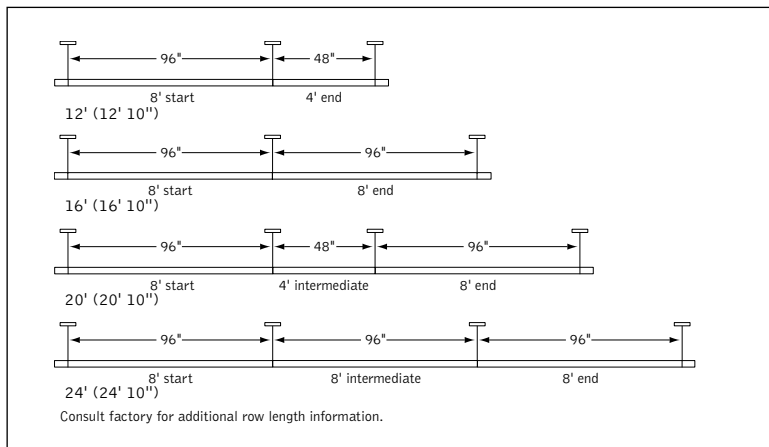 96" 48"
8' start 4' end
12' (12' 10")
96" 96"
8' start 8' end
16' (16' 10")
96" 48" 96"
8' start 4' intermediate 8' end
20' (20' 10")
96" 96" 96"
8' start 8' intermediate 8' end
24' (24' 10")
Consult factory for additional row length information.